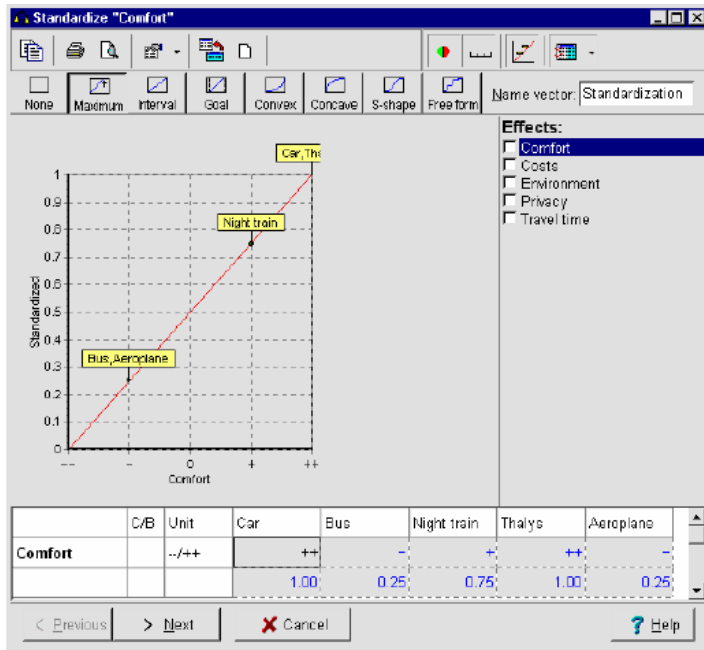 Standardize "Comfort"
None Maximum Interval Goal Convex Concave S-shape Free form Name vector: Standardization
Effects:
Comfort
Costs
Environment
Privacy
Travel time
Car,Tha
1
0.9
0.8
Night train
0.7
0.6
0.5
0.4
Bus,Aeroplane
0.3
0.2
0.1
0
Standardized
-- - 0 + ++
Comfort
C/B Unit Car Bus Night train Thalys Aeroplane
Comfort --/++ ++ - + ++ -
1.00 0.25 0.75 1.00 0.25
< Previous > Next Cancel ? Help